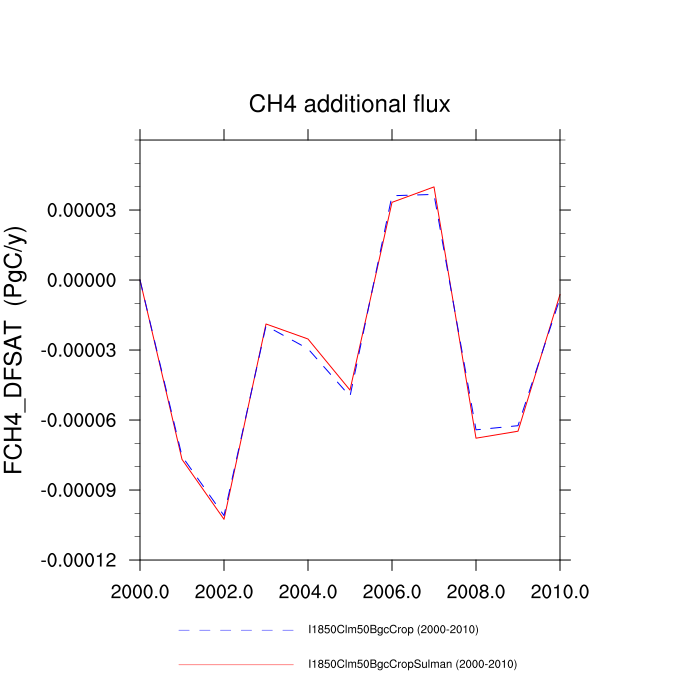 CH4 additional flux
FCH4_DFSAT (PgC/y)
0.00003
0.00000
-0.00003
-0.00006
-0.00009
-0.00012
2000.0 2002.0 2004.0 2006.0 2008.0 2010.0
I1850Clm50BgcCrop (2000-2010)
I1850Clm50BgcCropSulman (2000-2010)